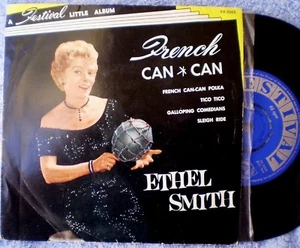 A Festival LITTLE ALBUM
French
CAN * CAN
FRENCH CAN-CAN POLKA
TICO TICO
GALLOPING COMEDIANS
SLEIGH RIDE
ETHEL
SMITH
FESTIVAL